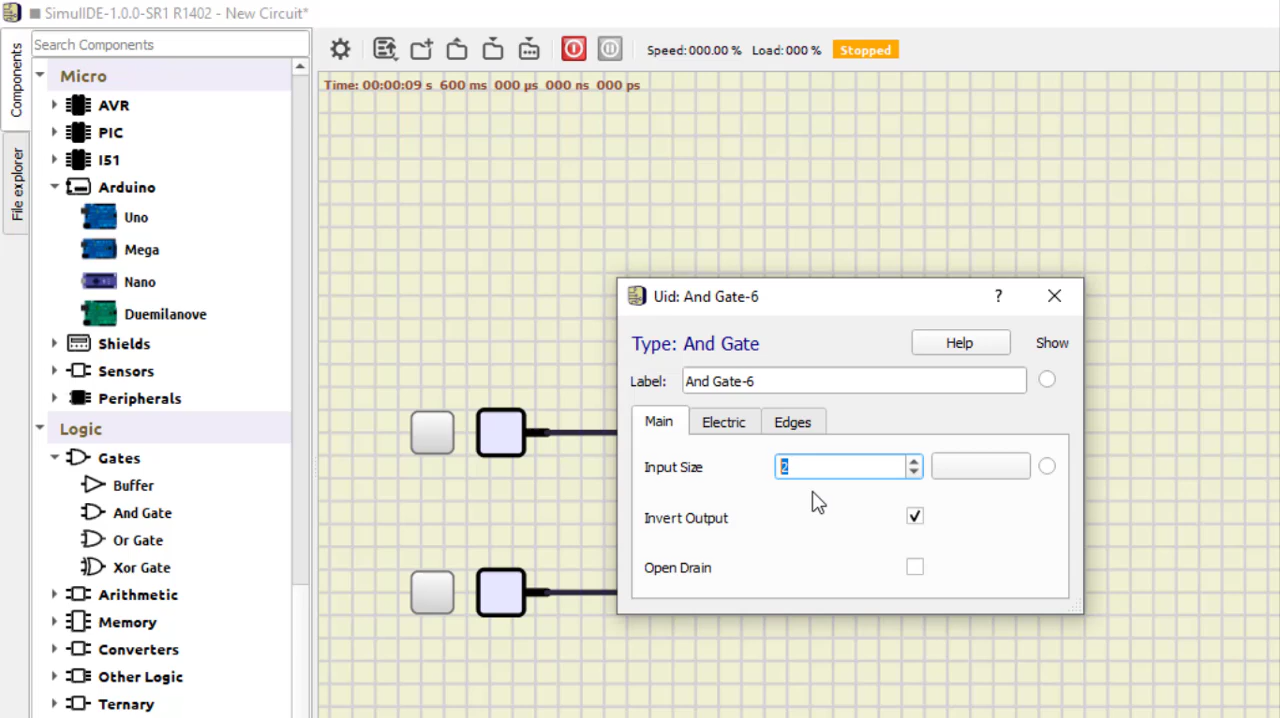 SimulIDE-1.0.0-SR1 R1402 - New Circuit*
Components
File explorer
Search Components
Micro
AVR
PIC
I51
Arduino
Uno
Mega
Nano
Duemilanove
Shields
Sensors
Peripherals
Logic
Gates
Buffer
And Gate
Or Gate
Xor Gate
Arithmetic
Memory
Converters
Other Logic
Ternary
Speed:000.00 % Load:000 % Stopped
Time: 00:00:09 s 600 ms 000 µs 000 ns 000 ps
Uid: And Gate-6 ?
Type: And Gate Help Show
Label: And Gate-6
Main Electric Edges
Input Size 2
Invert Output
Open Drain